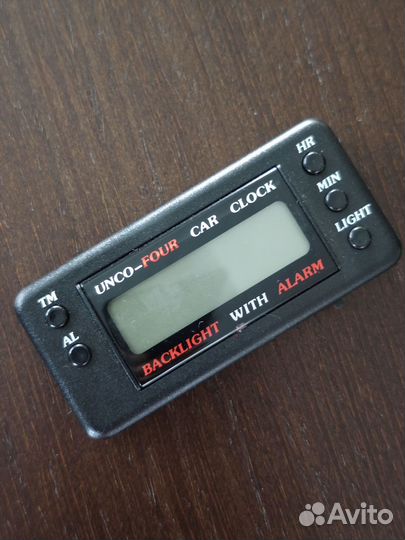 UNCO-FOUR CAR CLOCK
TM
AL
HR
MIN
LIGHT
BACKLIGHT WITH ALARM
Avito